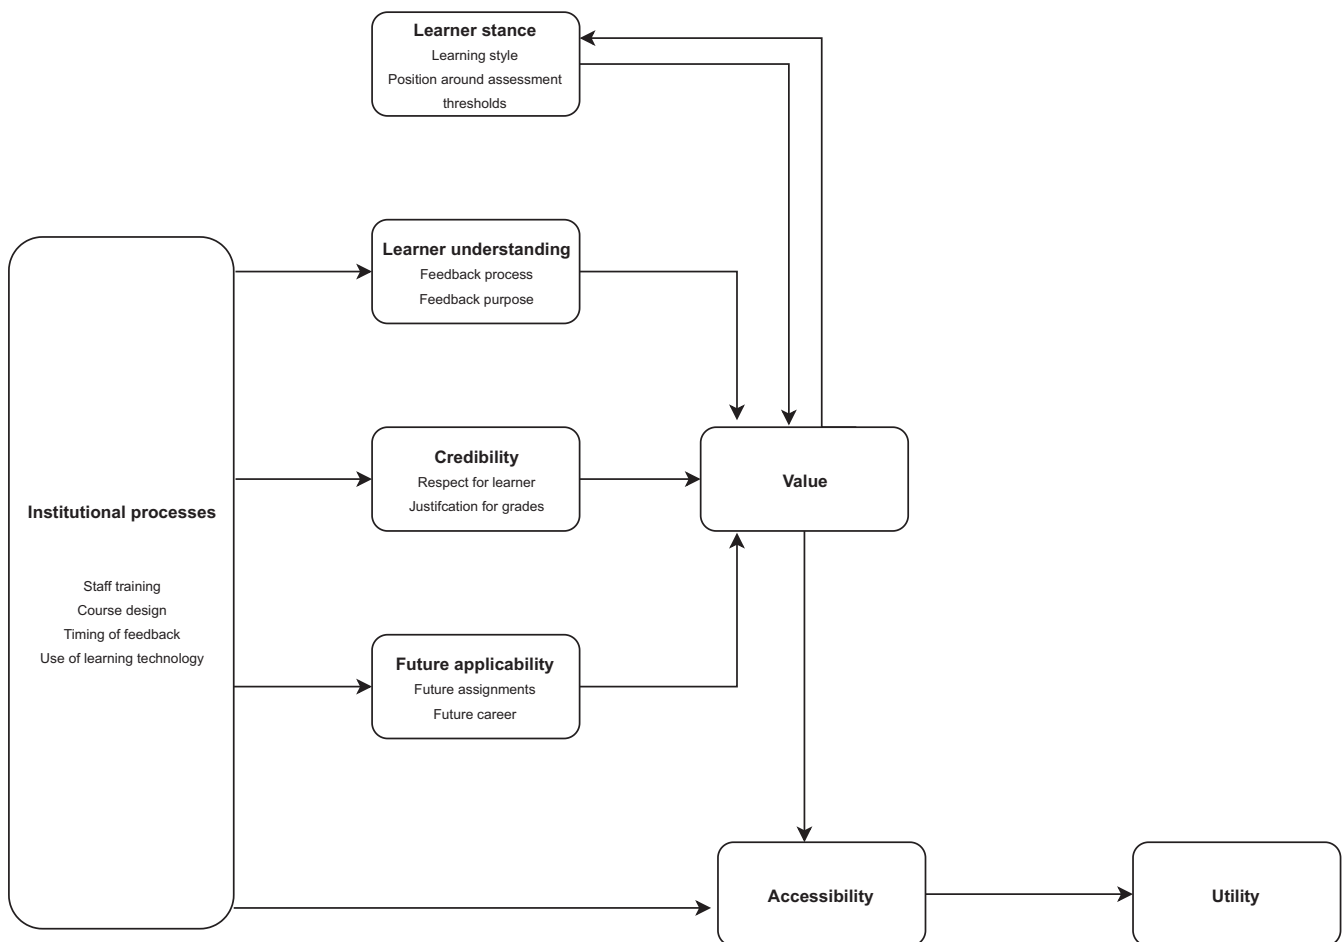 Learner stance
Learning style
Position around assessment
thresholds
Learner understanding
Feedback process
Feedback purpose
Credibility
Respect for learner
Justifcation for grades
Value
Institutional processes
Staff training
Course design
Timing of feedback
Use of learning technology
Future applicability
Future assignments
Future career
Accessibility
Utility